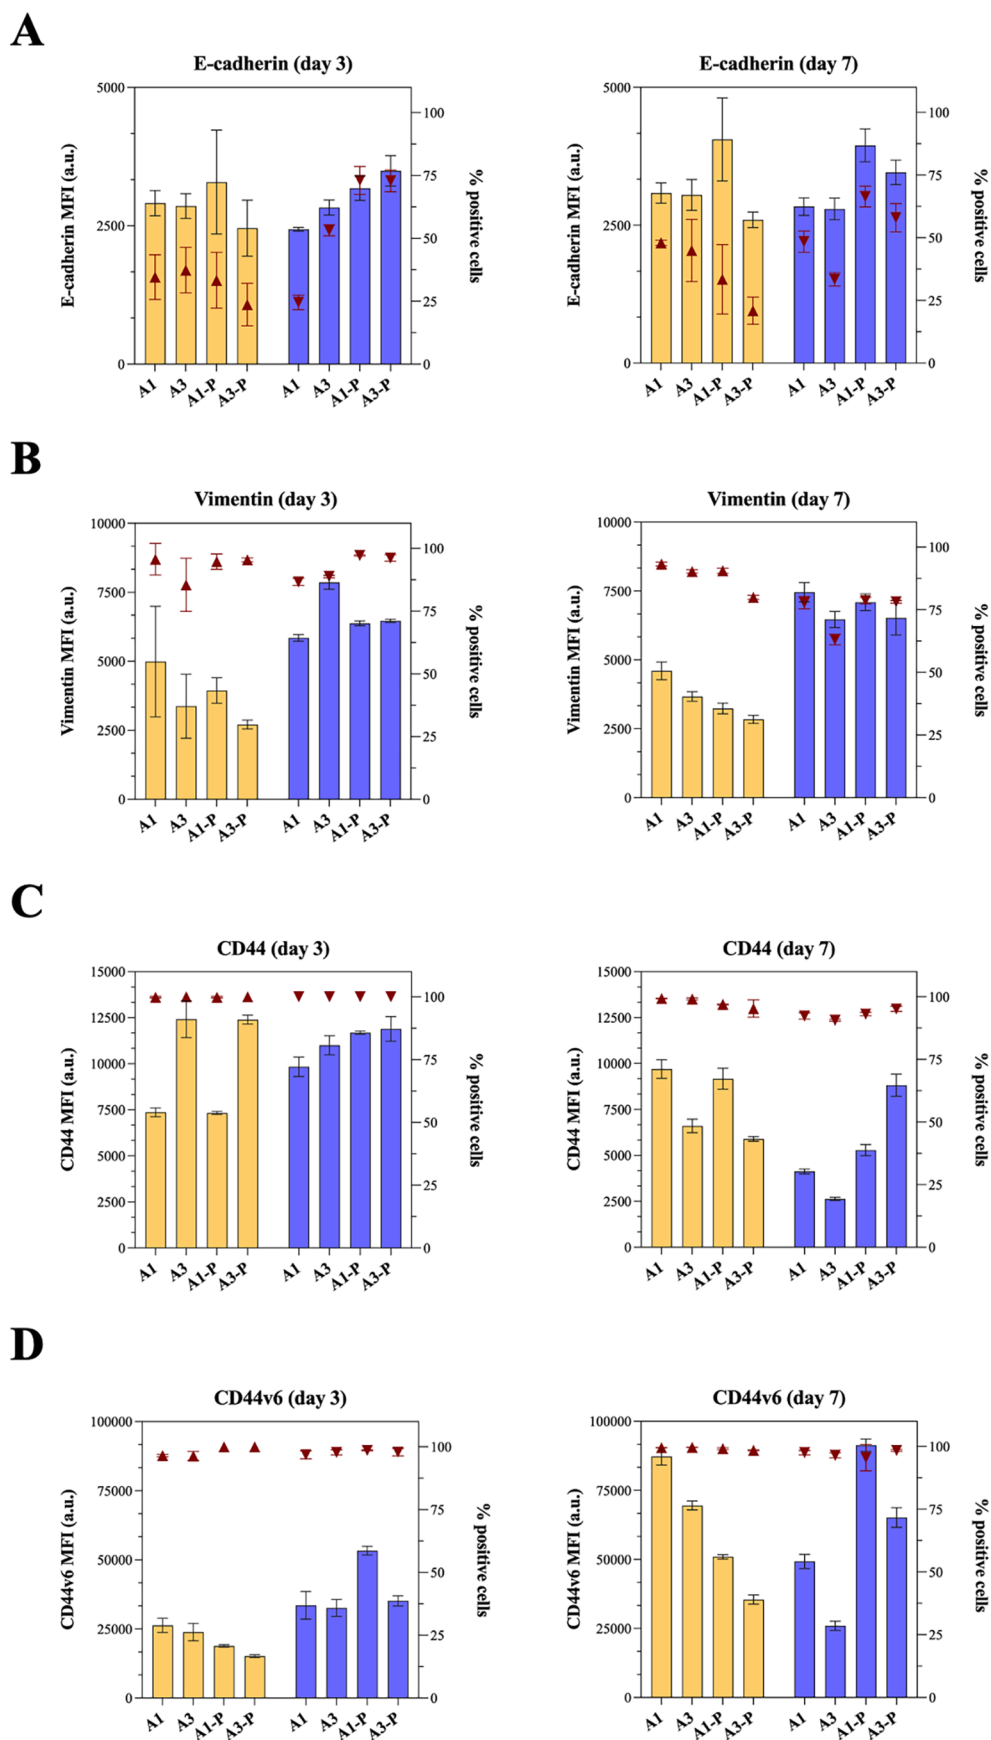 A
E-cadherin (day 3)
5000
2500
0
E-cadherin MFI (a.u.)
100
75
50
25
0
% positive cells
A1 A3 A1-P A3-P A1 A3 A1-P A3-P
E-cadherin (day 7)
5000
2500
0
E-cadherin MFI (a.u.)
100
75
50
25
0
% positive cells
A1 A3 A1-P A3-P A1 A3 A1-P A3-P
B
Vimentin (day 3)
10000
7500
5000
2500
0
Vimentin MFI (a.u.)
100
75
50
25
0
% positive cells
A1 A3 A1-P A3-P A1 A3 A1-P A3-P
Vimentin (day 7)
10000
7500
5000
2500
0
Vimentin MFI (a.u.)
100
75
50
25
0
% positive cells
A1 A3 A1-P A3-P A1 A3 A1-P A3-P
C
CD44 (day 3)
15000
12500
10000
7500
5000
2500
0
CD44 MFI (a.u.)
100
75
50
25
0
% positive cells
A1 A3 A1-P A3-P A1 A3 A1-P A3-P
CD44 (day 7)
15000
12500
10000
7500
5000
2500
0
CD44 MFI (a.u.)
100
75
50
25
0
% positive cells
A1 A3 A1-P A3-P A1 A3 A1-P A3-P
D
CD44v6 (day 3)
100000
75000
50000
25000
0
CD44v6 MFI (a.u.)
100
75
50
25
0
% positive cells
A1 A3 A1-P A3-P A1 A3 A1-P A3-P
CD44v6 (day 7)
100000
75000
50000
25000
0
CD44v6 MFI (a.u.)
100
75
50
25
0
% positive cells
A1 A3 A1-P A3-P A1 A3 A1-P A3-P